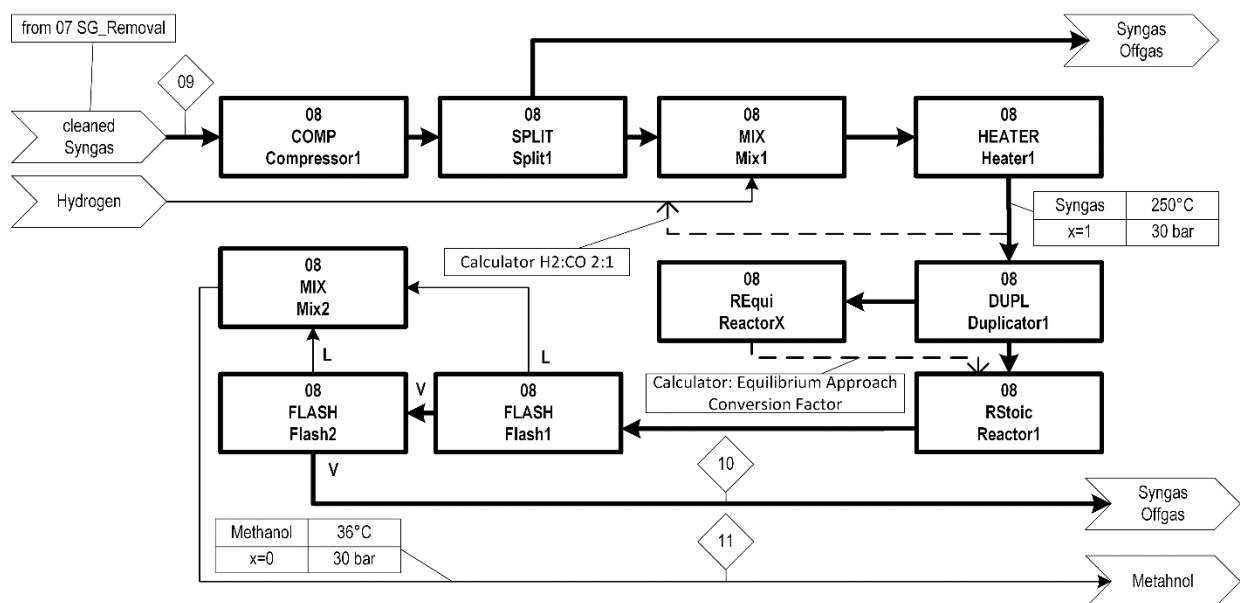 from 07 SG_Removal
Syngas
Offgas
09
cleaned
Syngas
08
COMP
Compressor1
08
SPLIT
Split1
08
MIX
Mix1
08
HEATER
Heater1
Hydrogen
Syngas 250°C
x=1 30 bar
Calculator H2:CO 2:1
08
MIX
Mix2
08
REqui
ReactorX
08
DUPL
Duplicator1
L
L
Calculator: Equilibrium Approach
Conversion Factor
08
FLASH
Flash2
V
08
FLASH
Flash1
08
RStoic
Reactor1
V
10
Syngas
Offgas
Methanol 36°C
x=0 30 bar
11
Metahnol